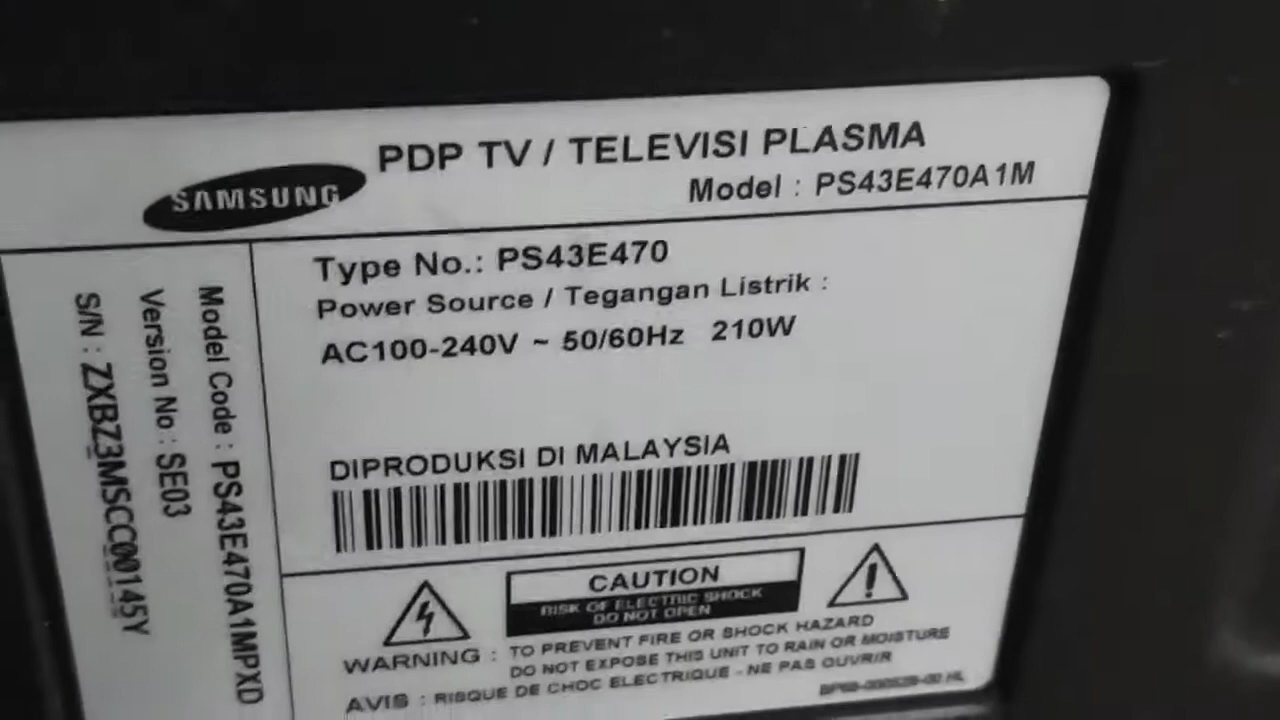 SAMSUNG
PDP TV / TELEVISI PLASMA
Model : PS43E470A1M
Type No.: PS43E470
Power Source / Tegangan Listrik :
AC100-240V ~ 50/60Hz 210W
DIPRODUKSI DI MALAYSIA
Model Code : PS43E470A1MPXD
Version No : SE03
S/N : ZXBZ3MSCC00145Y
CAUTION
RISK OF ELECTRIC SHOCK
DO NOT OPEN
WARNING : TO PREVENT FIRE OR SHOCK HAZARD
DO NOT EXPOSE THIS UNIT TO RAIN OR MOISTURE
AVIS : RISQUE DE CHOC ELECTRIQUE - NE PAS OUVRIR